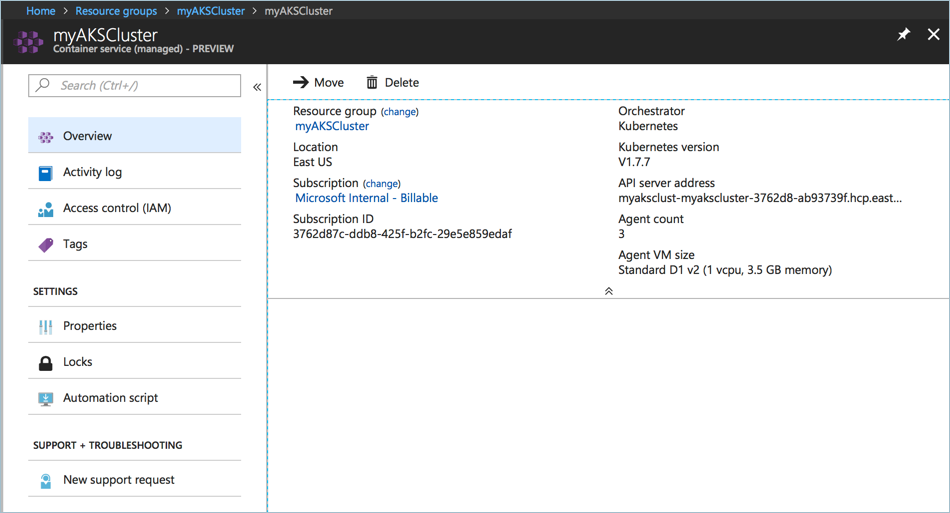 Home > Resource groups > myAKSCluster > myAKSCluster
myAKSCluster
Container service (managed) - PREVIEW
Search (Ctrl+/)
Overview
Activity log
Access control (IAM)
Tags
SETTINGS
Properties
Locks
Automation script
SUPPORT + TROUBLESHOOTING
New support request
Move Delete
Resource group (change)
myAKSCluster
Location
East US
Subscription (change)
Microsoft Internal - Billable
Subscription ID
3762d87c-ddb8-425f-b2fc-29e5e859edaf
Orchestrator
Kubernetes
Kubernetes version
V1.7.7
API server address
myaksclust-myakscluster-3762d8-ab93739f.hcp.east...
Agent count
3
Agent VM size
Standard D1 v2 (1 vcpu, 3.5 GB memory)